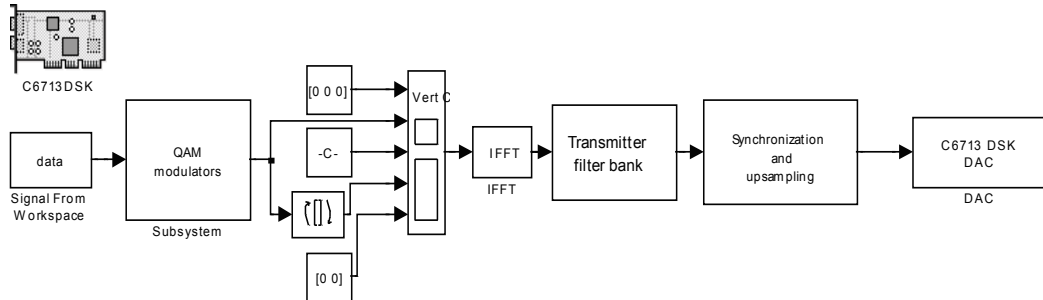 C6713DSK
data
Signal From
Workspace
QAM
modulators
Subsystem
[0 0 0]
-C-
[0 0]
Vert C
IFFT
IFFT
Transmitter
filter bank
Synchronization
and
upsampling
C6713 DSK
DAC
DAC